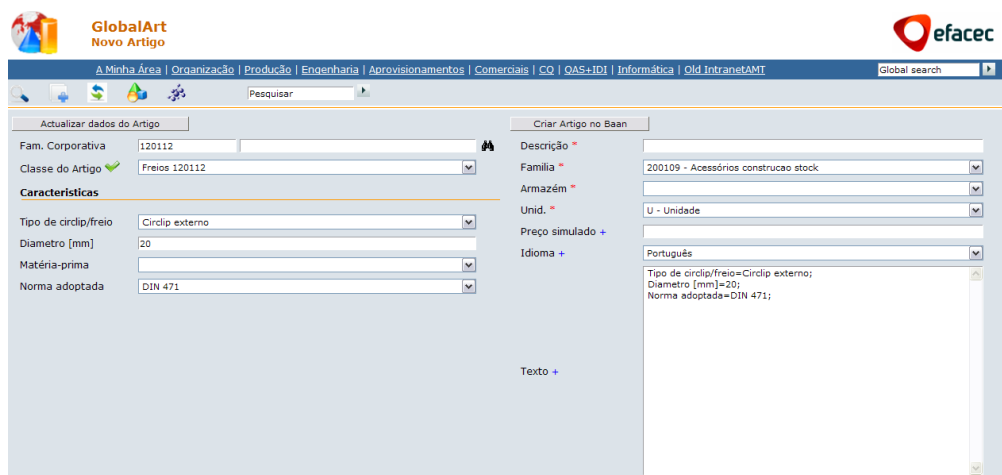 GlobalArt
Novo Artigo
efacec
A Minha Área | Organização | Produção | Engenharia | Aprovisionamentos | Comerciais | CQ | QAS+IDI | Informática | Old IntranetAMT
Global search
Pesquisar
Actualizar dados do Artigo
Fam. Corporativa
120112
Classe do Artigo
Freios 120112
Caracteristicas
Tipo de circlip/freio
Circlip externo
Diametro [mm]
20
Matéria-prima
Norma adoptada
DIN 471
Criar Artigo no Baan
Descrição *
Familia *
200109 - Acessórios construcao stock
Armazém *
Unid. *
U - Unidade
Preço simulado +
Idioma +
Português
Tipo de circlip/freio=Circlip externo;
Diametro [mm]=20;
Norma adoptada=DIN 471;
Texto +